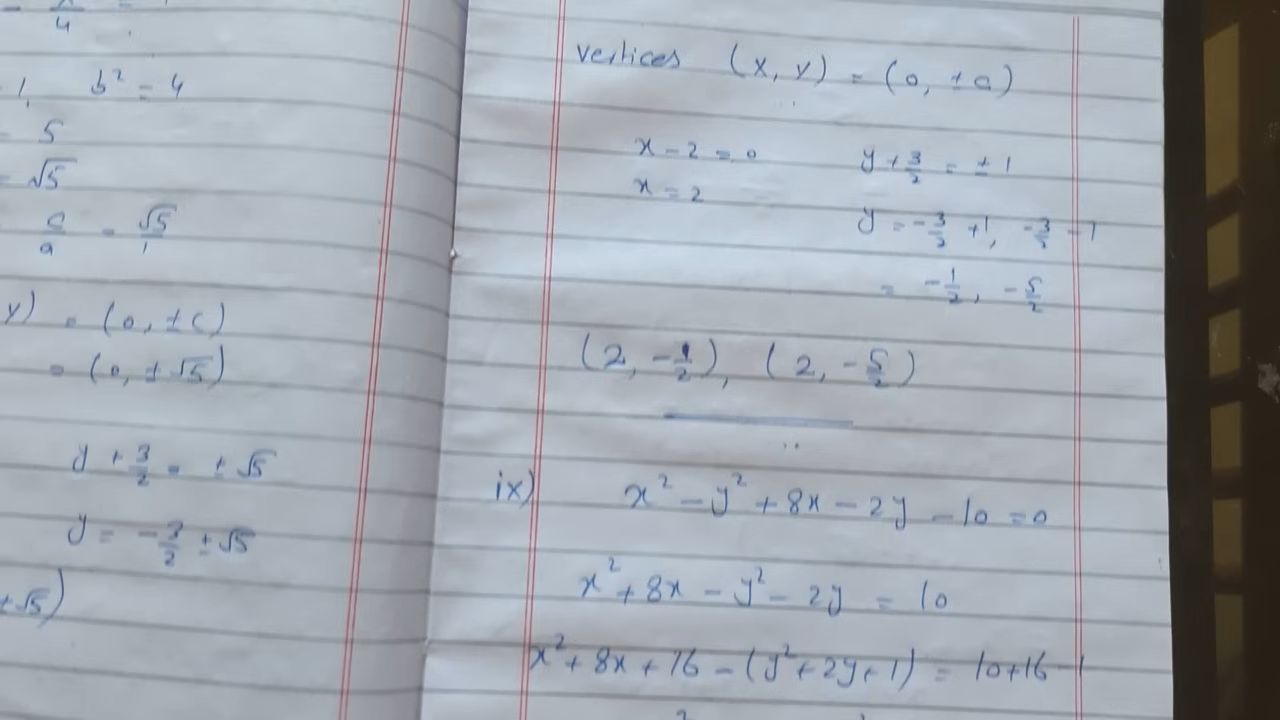 b² = 4
5
= √5
c/a = √5/1
y) = (0, ±c)
= (0, ± √5)
y + 3/2 = ± √5
y = -3/2 ± √5
± √5)
vertices (x, y) = (0, ±a)
x - 2 = 0 y + 3/2 = ± 1
x = 2
y = -3/2 + 1, -3/2 - 1
= -1/2, -5/2
(2, -1/2), (2, -5/2)
ix) x² - y² + 8x - 2y - 10 = 0
x² + 8x - y² - 2y = 10
x² + 8x + 16 - (y² + 2y + 1) = 10 + 16 - 1